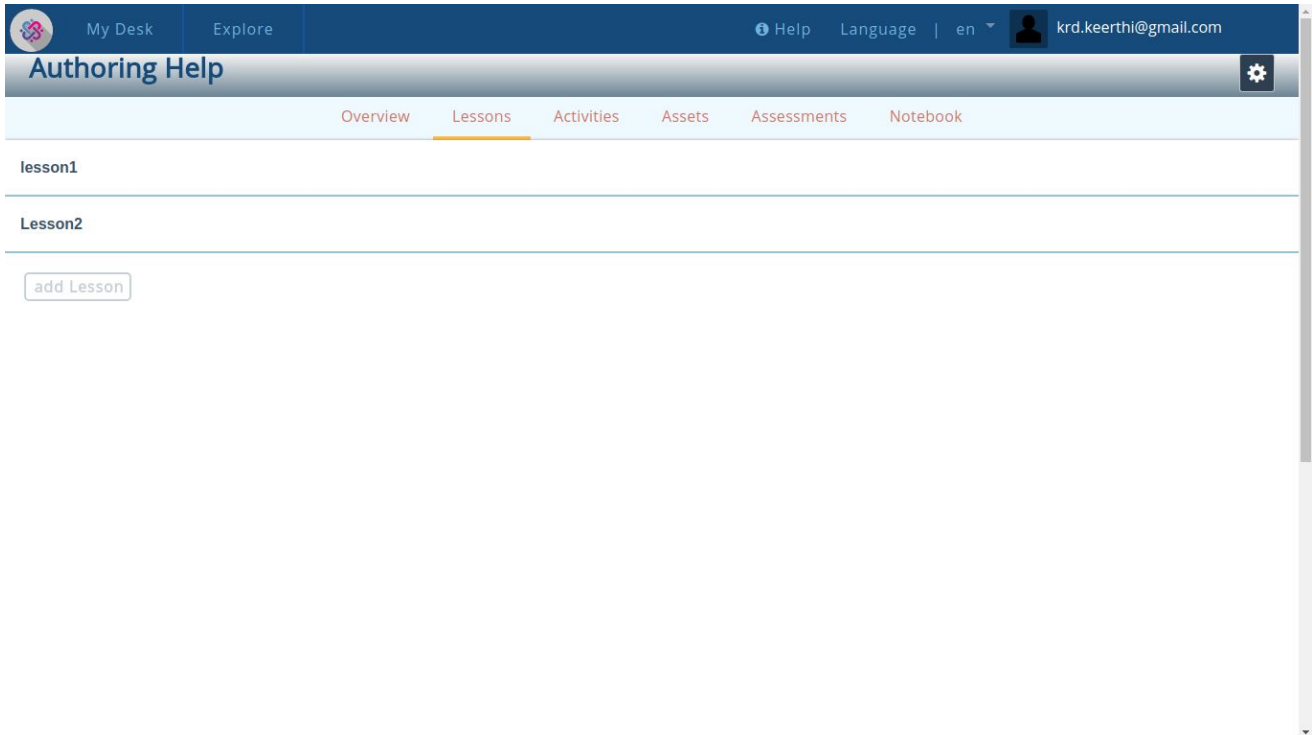 My Desk Explore Help Language | en krd.keerthi@gmail.com
Authoring Help
Overview Lessons Activities Assets Assessments Notebook
lesson1
Lesson2
add Lesson